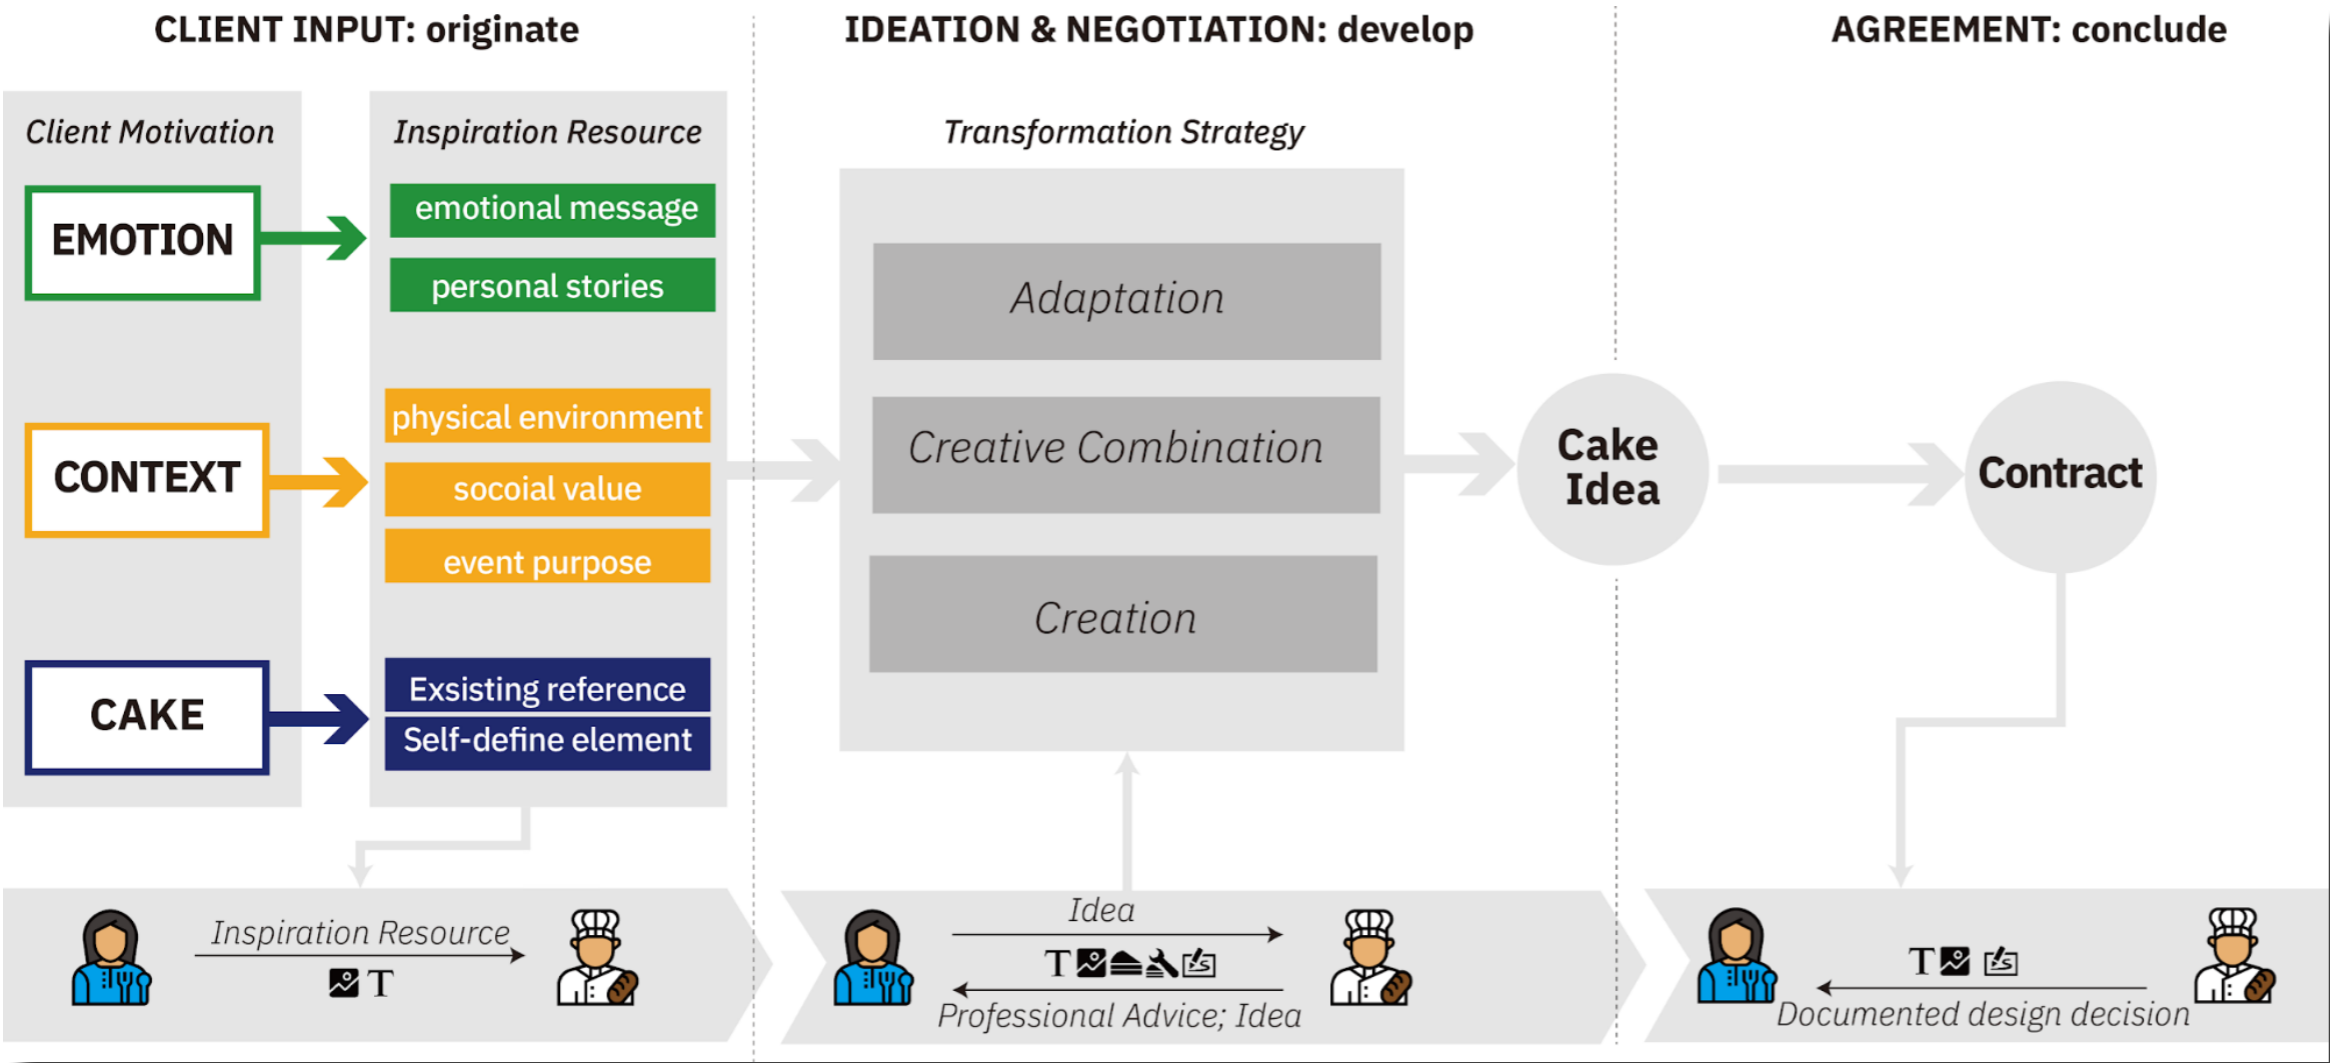 CLIENT INPUT: originate
IDEATION & NEGOTIATION: develop
AGREEMENT: conclude
Client Motivation
Inspiration Resource
Transformation Strategy
EMOTION
emotional message
personal stories
CONTEXT
physical environment
socoial value
event purpose
CAKE
Exsisting reference
Self-define element
Adaptation
Creative Combination
Creation
Cake
Idea
Contract
Inspiration Resource
T
Idea
T
Professional Advice; Idea
T
Documented design decision